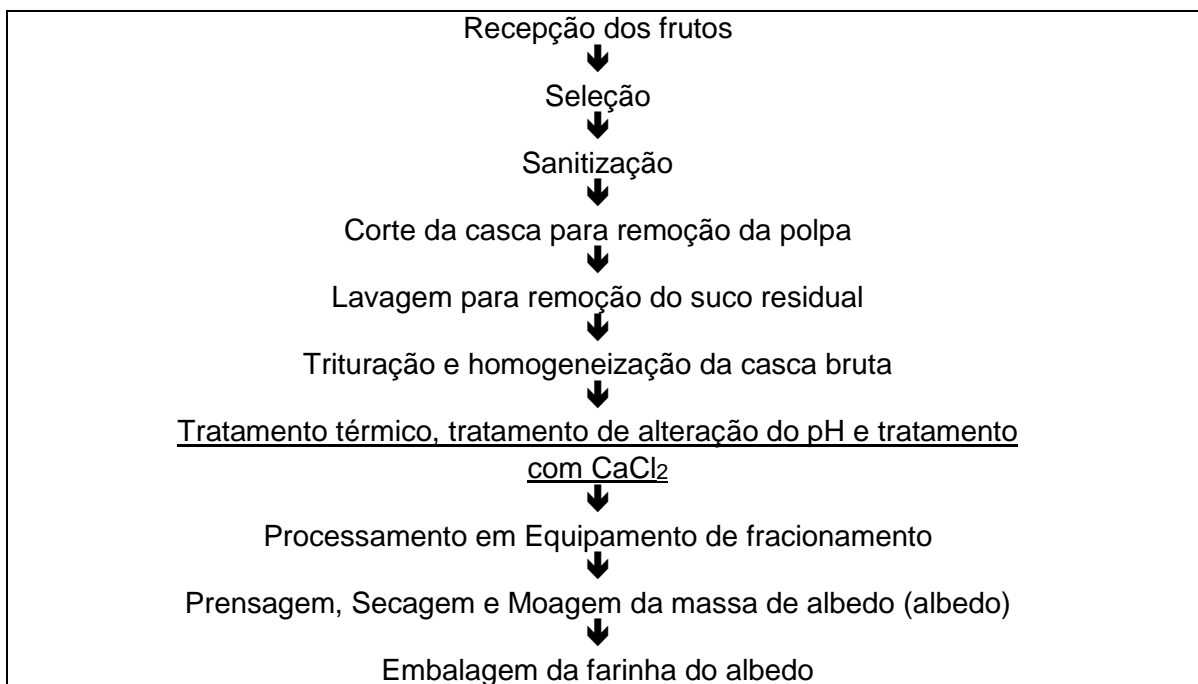 Recepção dos frutos
Seleção
Sanitização
Corte da casca para remoção da polpa
Lavagem para remoção do suco residual
Trituração e homogeneização da casca bruta
Tratamento térmico, tratamento de alteração do pH e tratamento
com CaCl2
Processamento em Equipamento de fracionamento
Prensagem, Secagem e Moagem da massa de albedo (albedo)
Embalagem da farinha do albedo